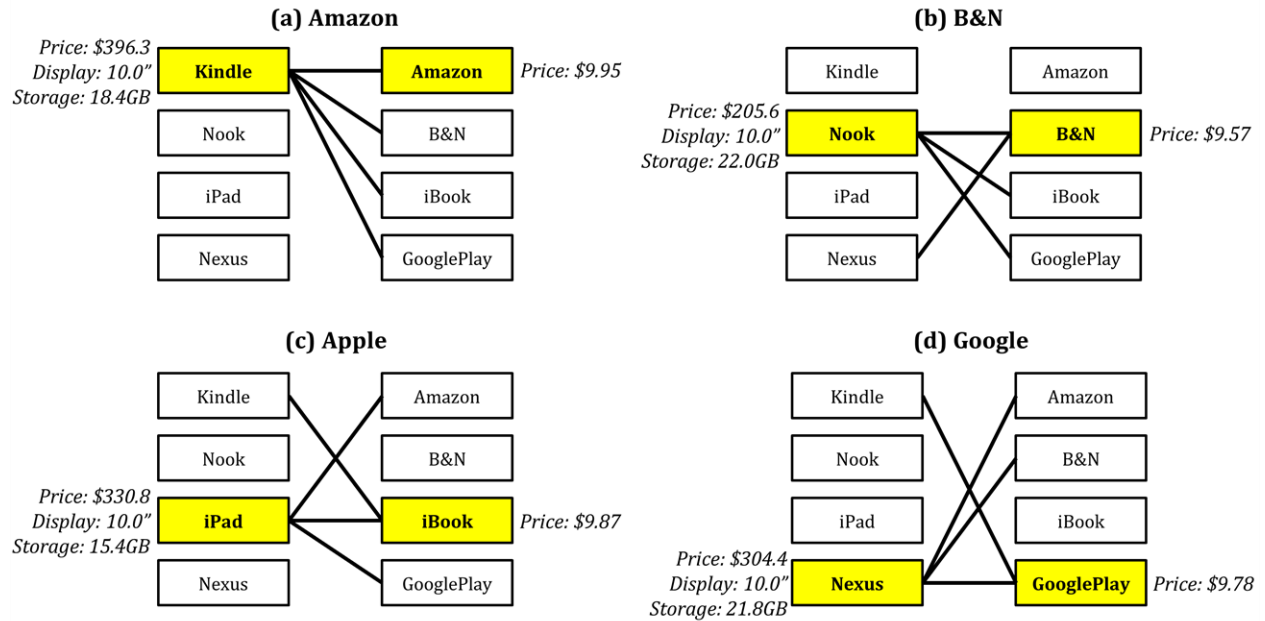 (a) Amazon
Price: $396.3
Display: 10.0”
Storage: 18.4GB
Kindle
Amazon
Price: $9.95
Nook
B&N
iPad
iBook
Nexus
GooglePlay
(b) B&N
Kindle
Amazon
Price: $205.6
Display: 10.0”
Storage: 22.0GB
Nook
B&N
Price: $9.57
iPad
iBook
Nexus
GooglePlay
(c) Apple
Kindle
Amazon
Nook
B&N
Price: $330.8
Display: 10.0”
Storage: 15.4GB
iPad
iBook
Price: $9.87
Nexus
GooglePlay
(d) Google
Kindle
Amazon
Nook
B&N
iPad
iBook
Price: $304.4
Display: 10.0”
Storage: 21.8GB
Nexus
GooglePlay
Price: $9.78